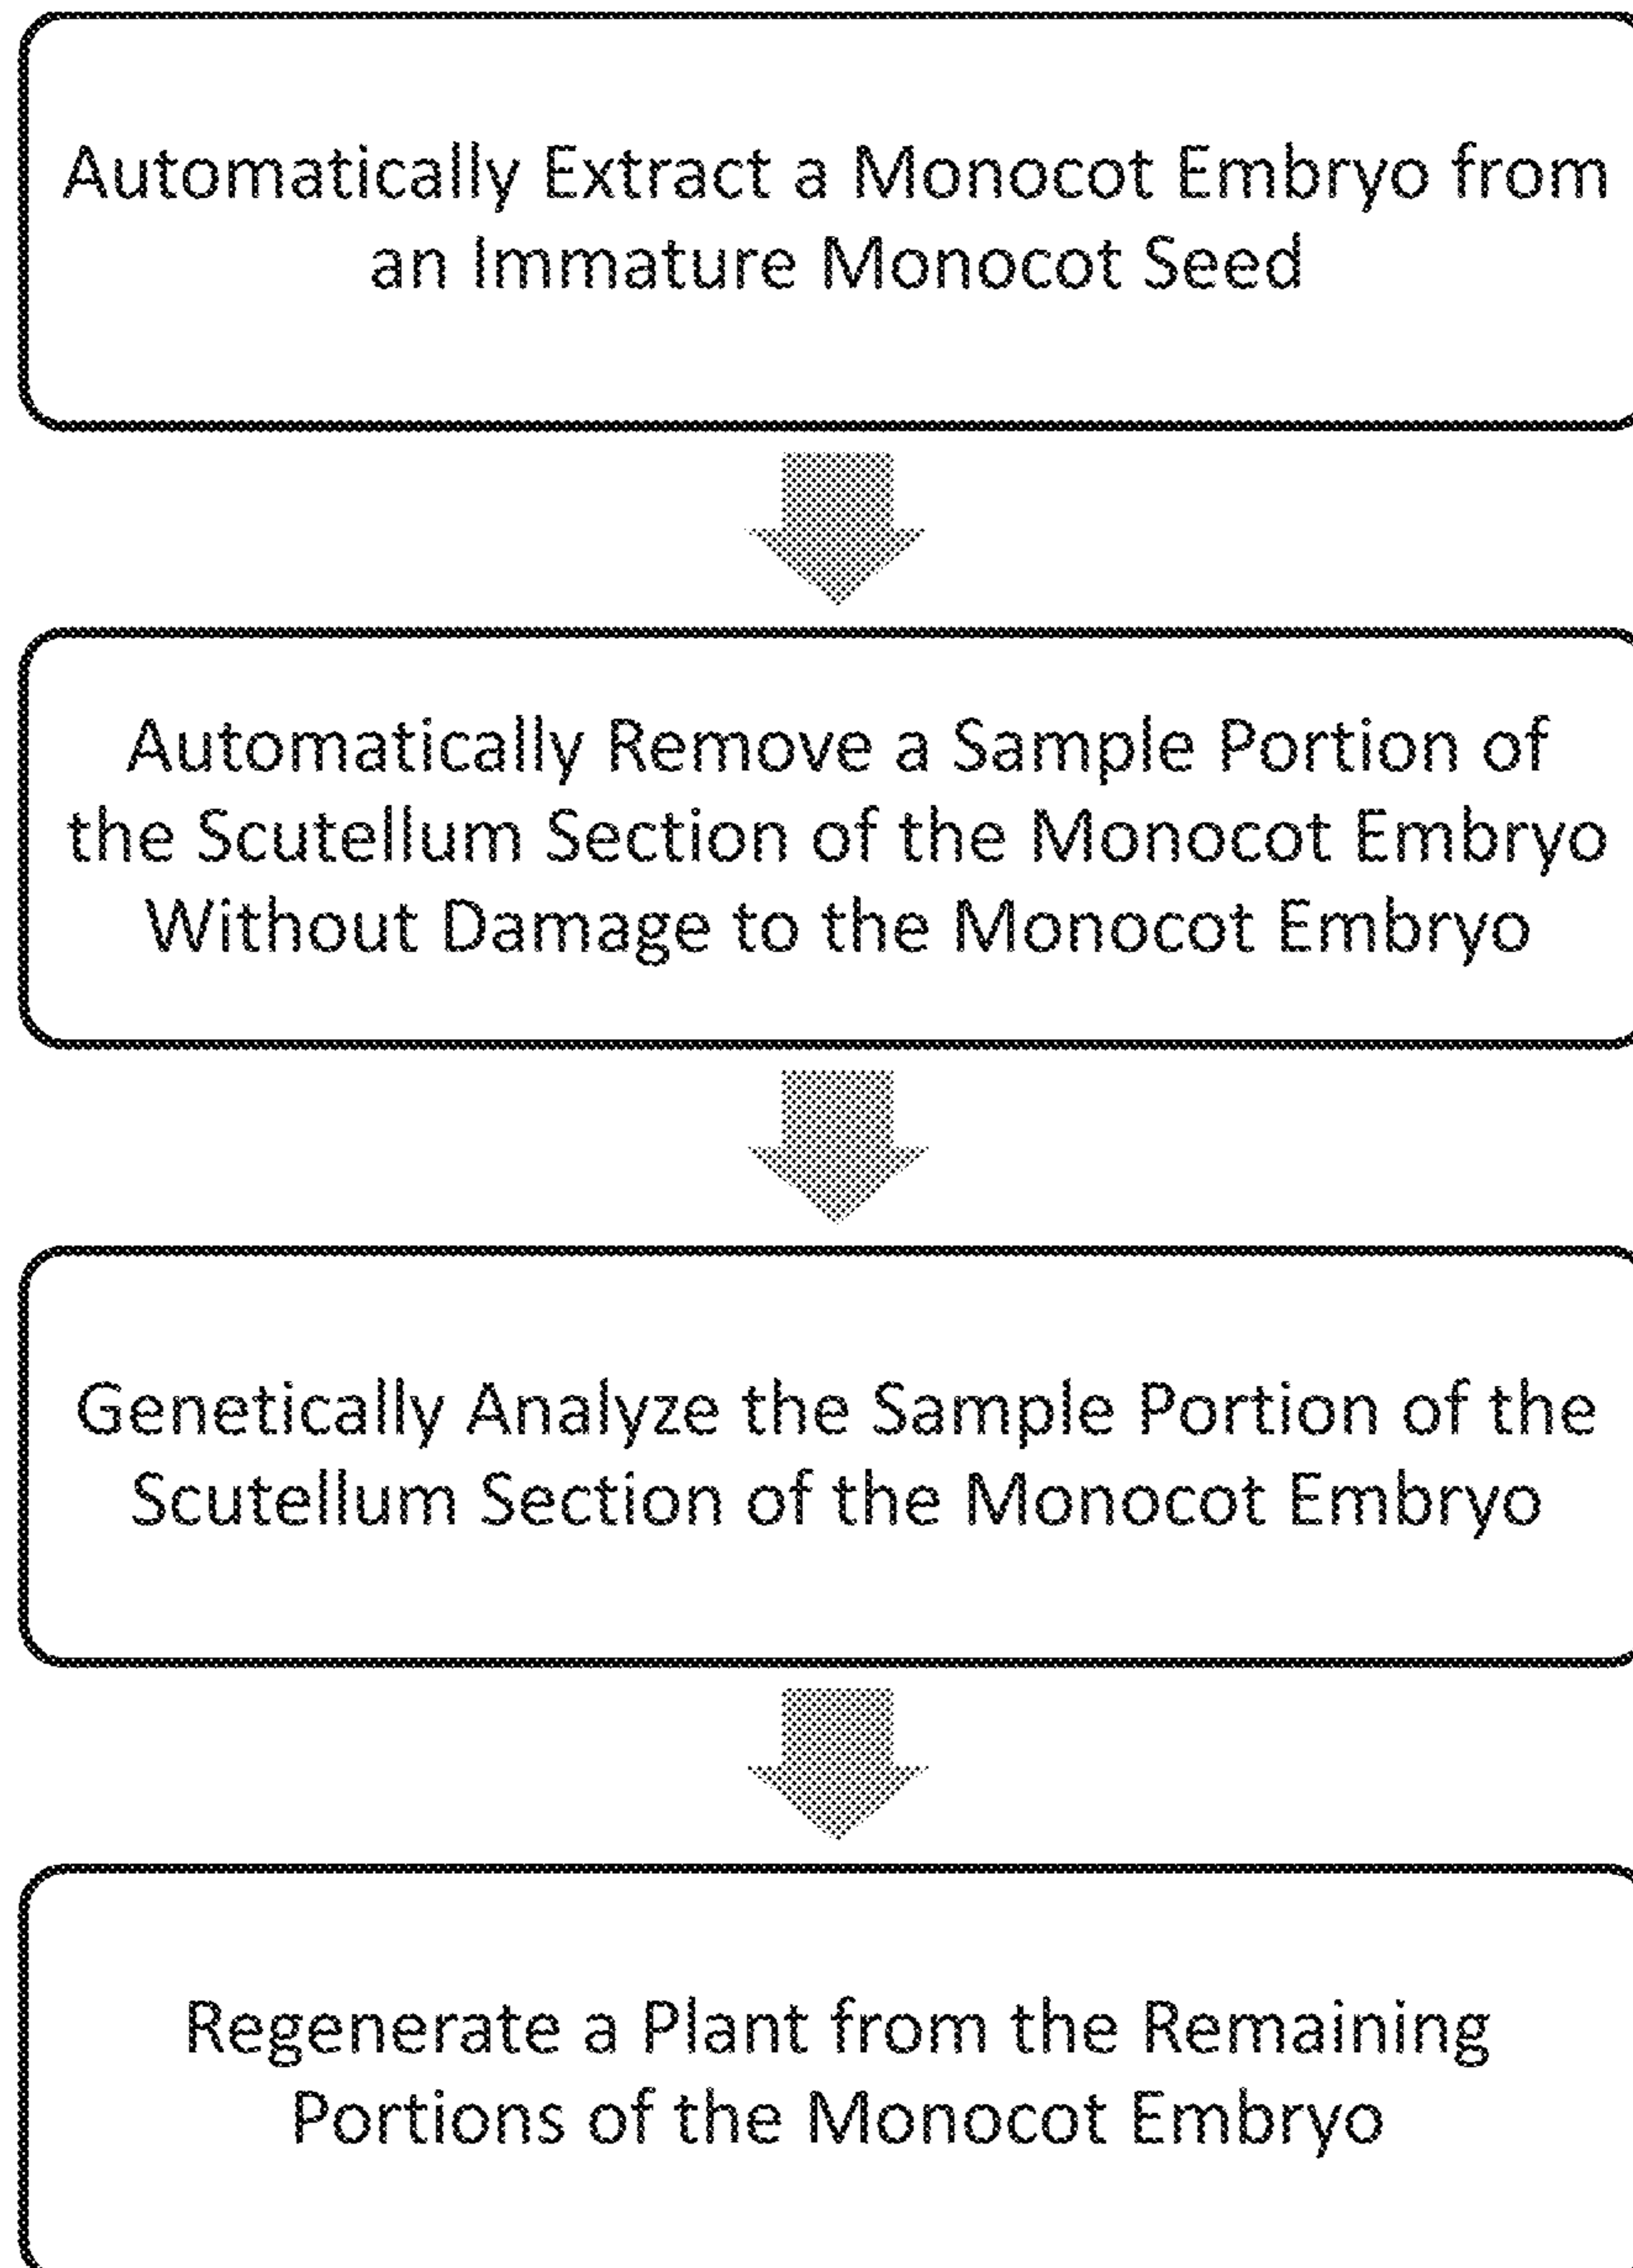 Automatically Extract a Monocot Embryo from
an Immature Monocot Seed
Automatically Remove a Sample Portion of
the Scutellum Section of the Monocot Embryo
Without Damage to the Monocot Embryo
Genetically Analyze the Sample Portion of the
Scutellum Section of the Monocot Embryo
Regenerate a Plant from the Remaining
Portions of the Monocot Embryo